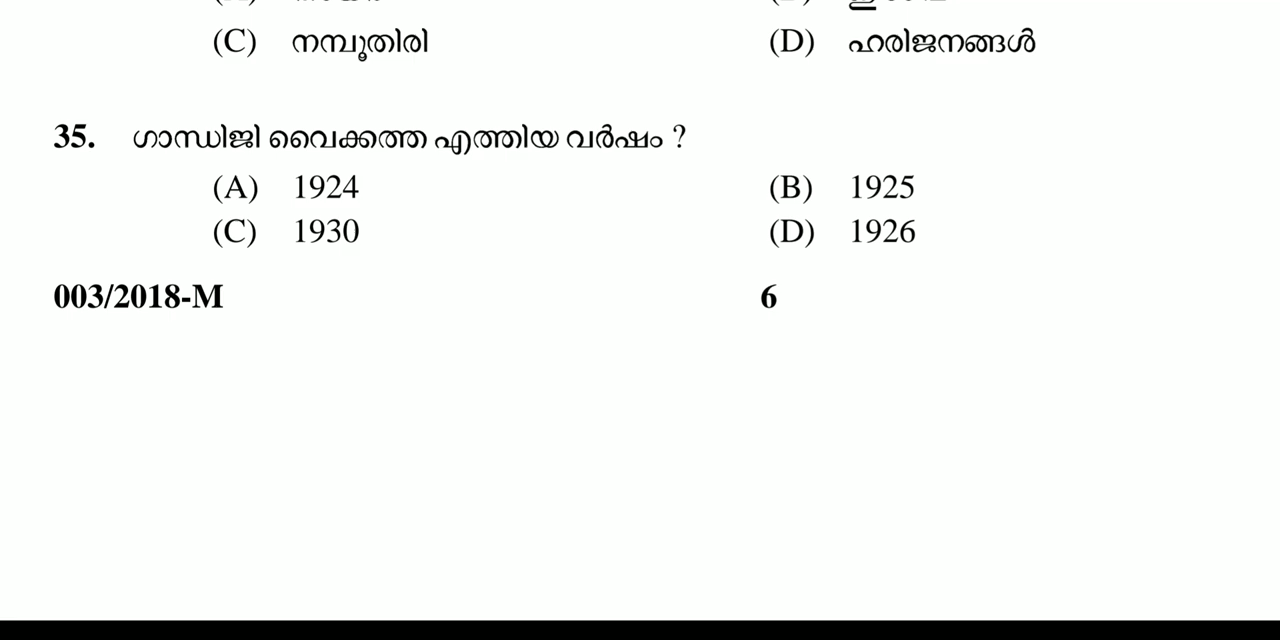 (C) നമ്പൂതിരി (D) ഹരിജനങ്ങൾ
35. ഗാന്ധിജി വൈക്കത്ത എത്തിയ വർഷം ?
(A) 1924 (B) 1925
(C) 1930 (D) 1926
003/2018-M 6